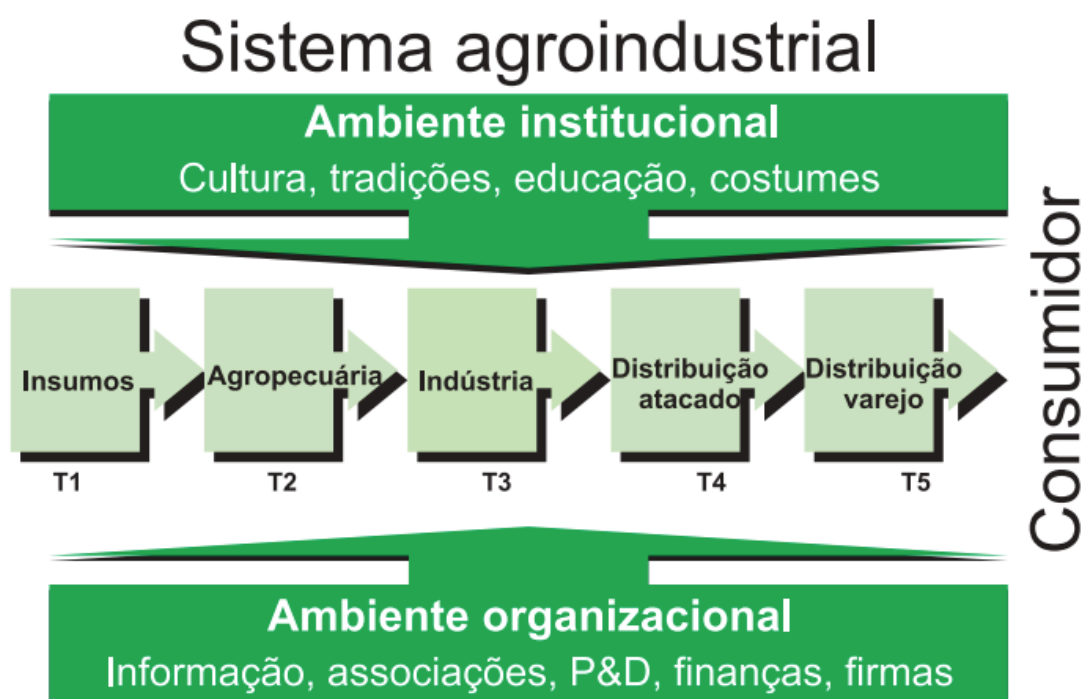 Sistema agroindustrial
Ambiente institucional
Cultura, tradições, educação, costumes
Insumos
Agropecuária
Indústria
Distribuição
atacado
Distribuição
varejo
T1
T2
T3
T4
T5
Consumidor
Ambiente organizacional
Informação, associações, P&D, finanças, firmas